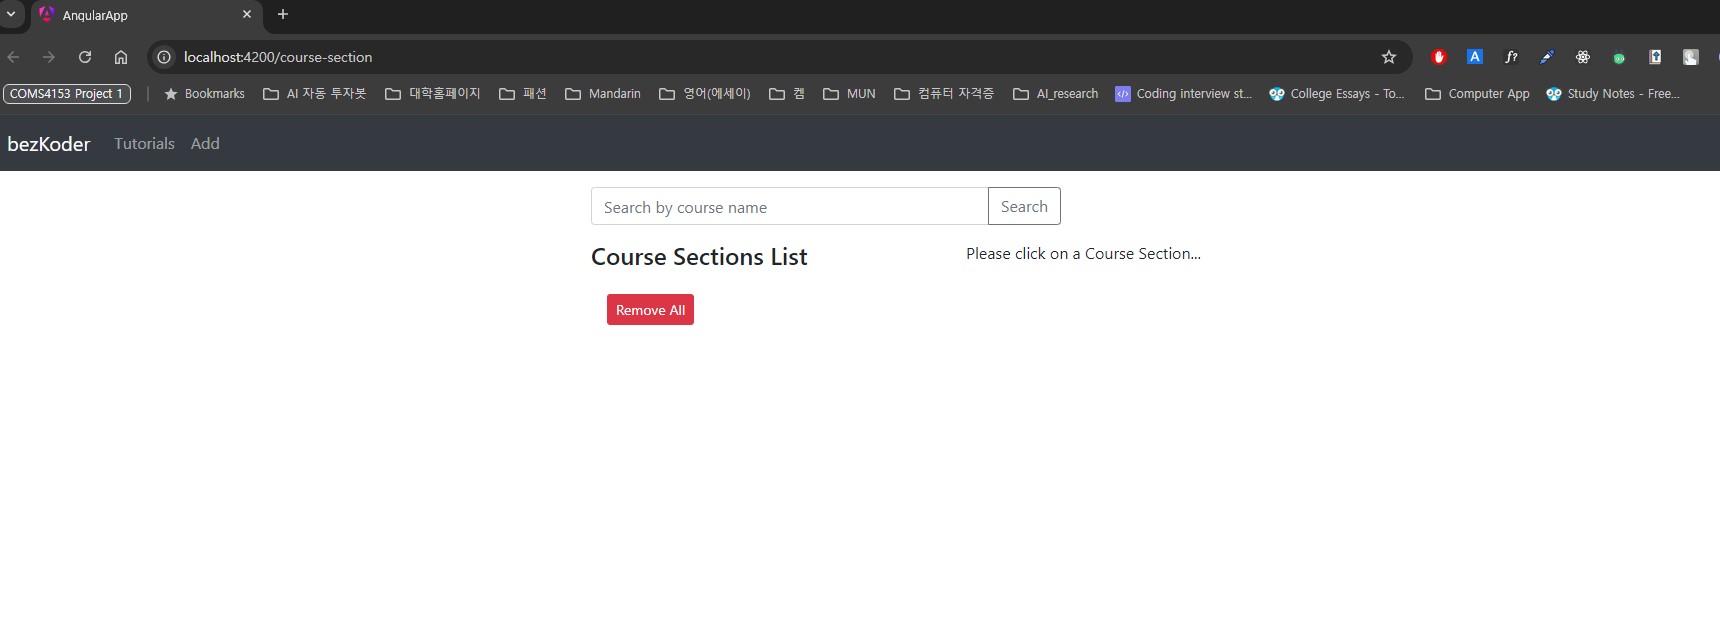 AngularApp
localhost:4200/course-section
COMS4153 Project 1 Bookmarks AI 자동 투자봇 대학홈페이지 패션 Mandarin 영어(에세이) 켐 MUN 컴퓨터 자격증 AI_research Coding interview st... College Essays - To... Computer App Study Notes - Free...
bezKoder Tutorials Add
Search by course name Search
Course Sections List Please click on a Course Section...
Remove All